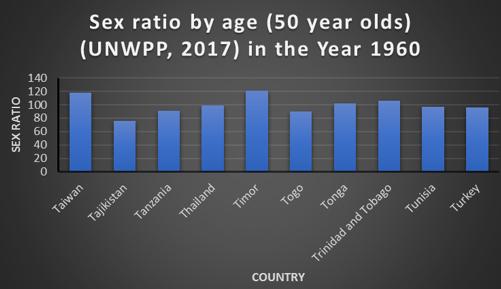 Sex ratio by age (50 year olds)
(UNWPP, 2017) in the Year 1960
SEX RATIO
140
120
100
80
60
40
20
0
Taiwan
Tajikistan
Tanzania
Thailand
Timor
Togo
Tonga
Trinidad and Tobago
Tunisia
Turkey
COUNTRY